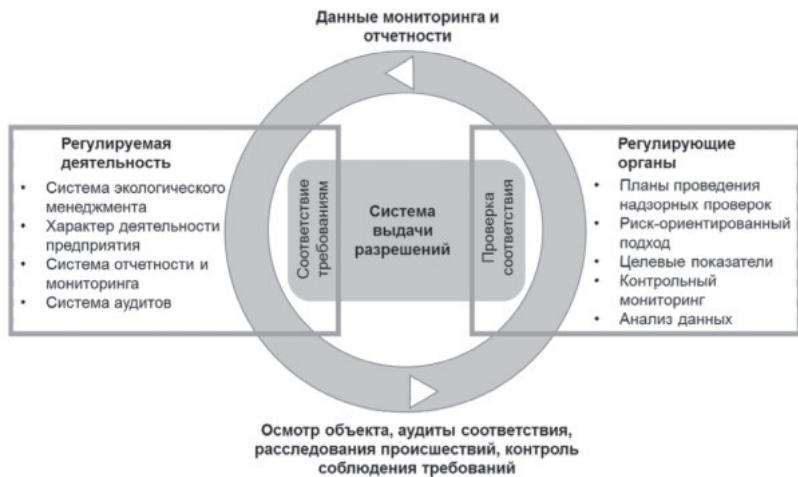 Данные мониторинга и
отчетности
Регулируемая
деятельность
• Система экологического
менеджмента
• Характер деятельности
предприятия
• Система отчетности и
мониторинга
• Система аудитов
Соответствие
требованиям
Система
выдачи
разрешений
Проверка
соответствия
Регулирующие
органы
• Планы проведения
надзорных проверок
• Риск-ориентированный
подход
• Целевые показатели
• Контрольный
мониторинг
• Анализ данных
Осмотр объекта, аудиты соответствия,
расследования происшествий, контроль
соблюдения требований